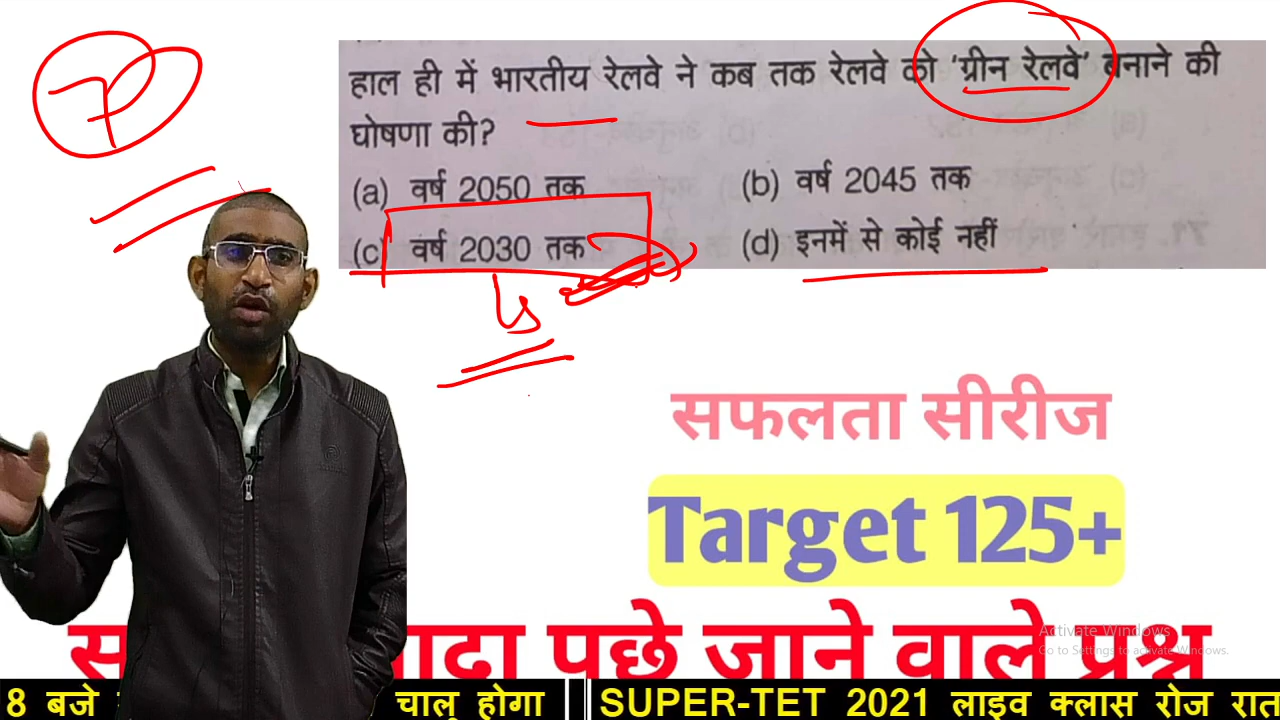 हाल ही में भारतीय रेलवे ने कब तक रेलवे को 'ग्रीन रेलवे' बनाने की
घोषणा की?
(a) वर्ष 2050 तक
(b) वर्ष 2045 तक
(c) वर्ष 2030 तक
(d) इनमें से कोई नहीं
सफलता सीरीज
Target 125+
पूछे जाने वाले प्रश्न
Activate Windows
Go to Settings to activate Windows.
8 बजे
चालू होगा || SUPER-TET 2021 लाइव क्लास रोज रात